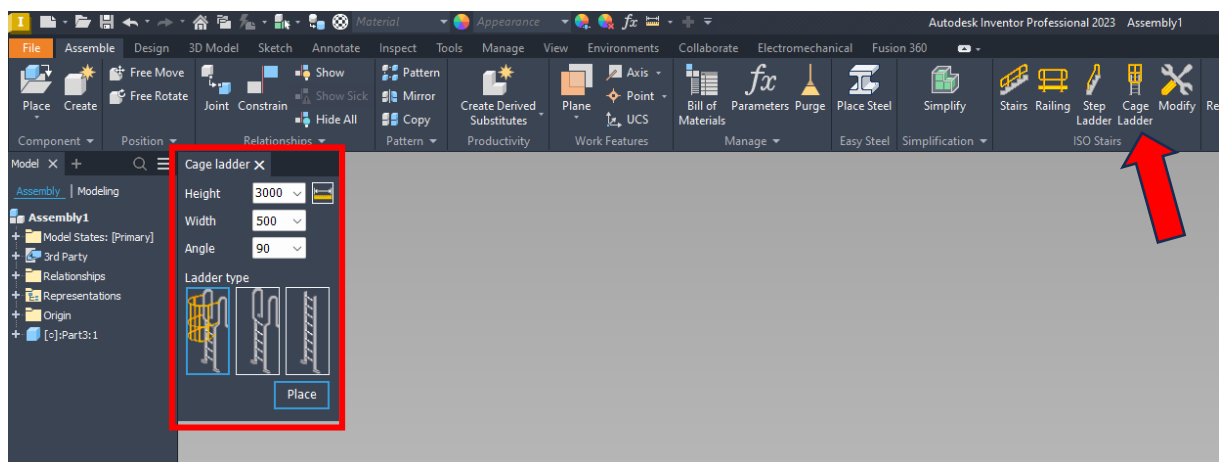 Material Appearance fx Autodesk Inventor Professional 2023 Assembly1
File Assemble Design 3D Model Sketch Annotate Inspect Tools Manage View Environments Collaborate Electromechanical Fusion 360
Free Move Show Pattern Axis fx
Free Rotate Show Sick Mirror Point
Place Create Joint Constrain Hide All Copy Create Derived Substitutes Plane UCS Bill of Materials Parameters Purge Place Steel Simplify Stairs Railing Step Ladder Cage Ladder Modify Re
Component Position Relationships Pattern Productivity Work Features Manage Easy Steel Simplification ISO Stairs
Model Cage ladder
Assembly Modeling
Height 3000
Width 500
Angle 90
Ladder type
Place
Assembly1
Model States: [Primary]
3rd Party
Relationships
Representations
Origin
[o]:Part3:1